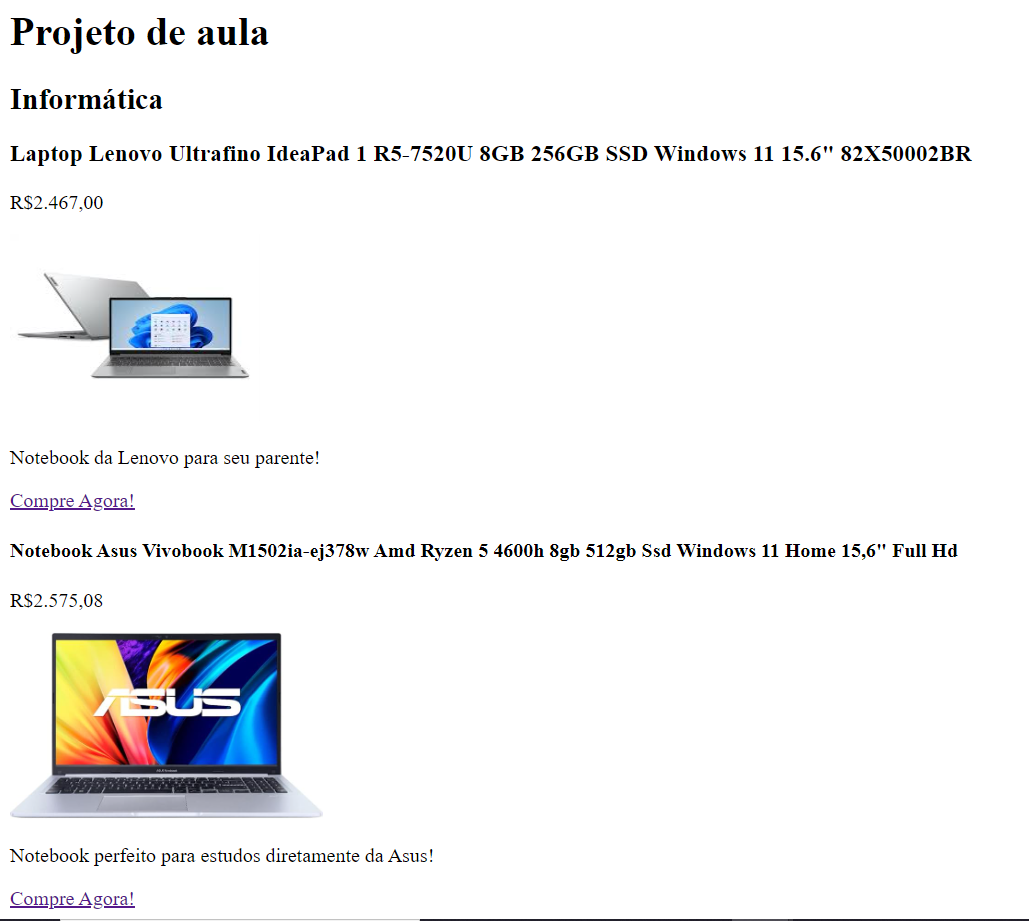 Projeto de aula
Informática
Laptop Lenovo Ultrafino IdeaPad 1 R5-7520U 8GB 256GB SSD Windows 11 15.6" 82X50002BR
R$2.467,00
Notebook da Lenovo para seu parente!
Compre Agora!
Notebook Asus Vivobook M1502ia-ej378w Amd Ryzen 5 4600h 8gb 512gb Ssd Windows 11 Home 15,6" Full Hd
R$2.575,08
ASUS
Notebook perfeito para estudos diretamente da Asus!
Compre Agora!